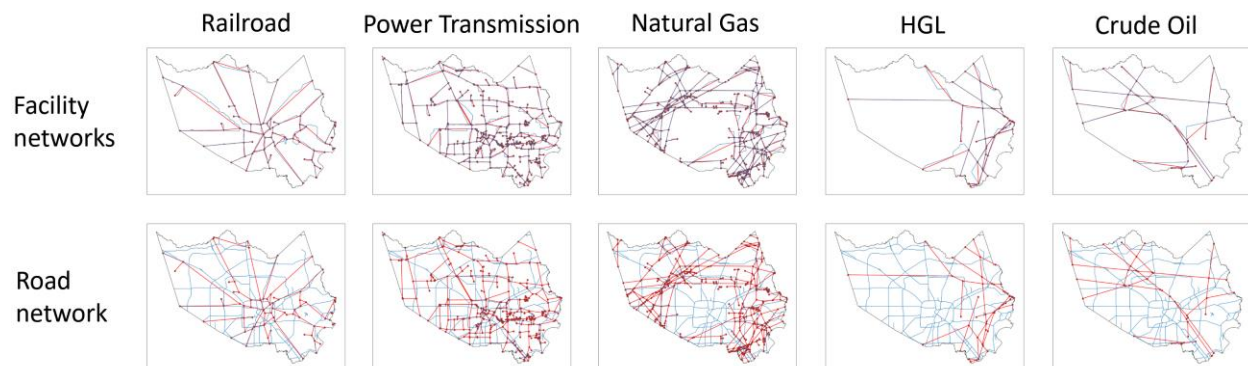 Railroad
Power Transmission
Natural Gas
HGL
Crude Oil
Facility
networks
Road
network